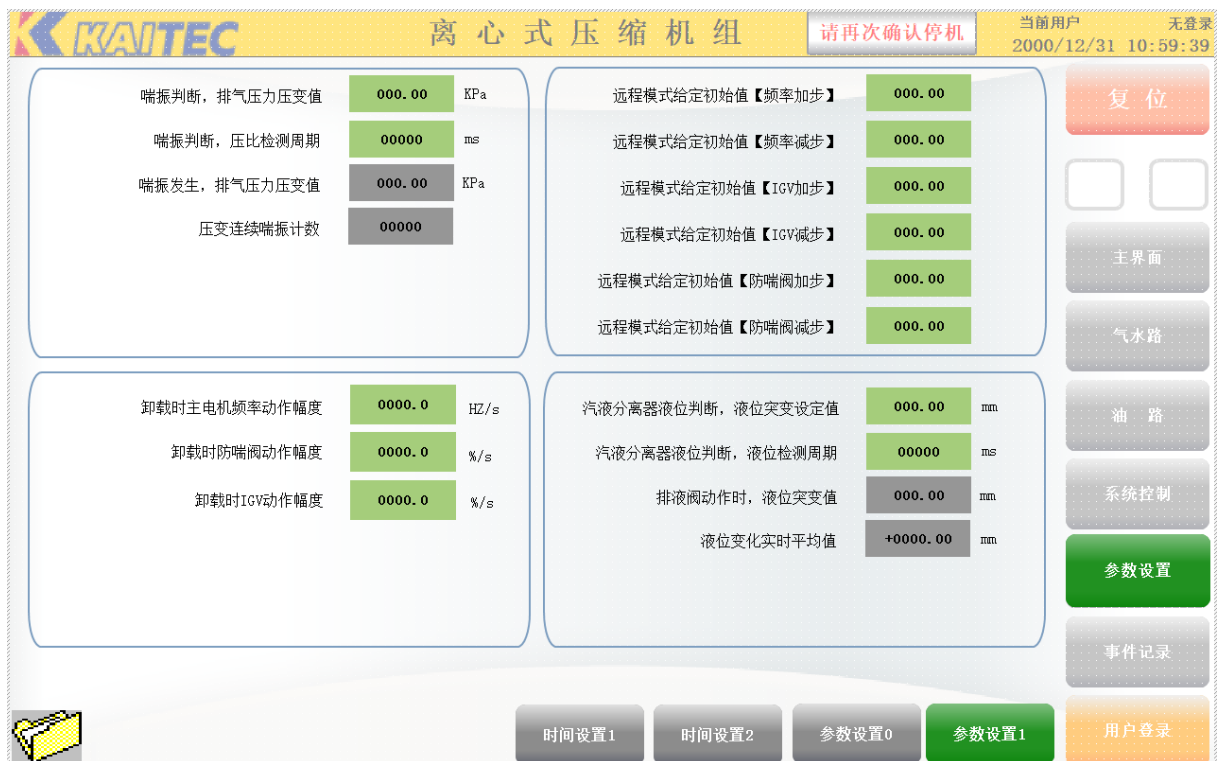 KAITEC
离心式压缩机组
请再次确认停机
当前用户 无登录
2000/12/31 10:59:39
喘振判断，排气压力压变值 000.00 KPa
喘振判断，压比检测周期 00000 ms
喘振发生，排气压力压变值 000.00 KPa
压变连续喘振计数 00000
远程模式给定初始值【频率加步】 000.00
远程模式给定初始值【频率减步】 000.00
远程模式给定初始值【IGV加步】 000.00
远程模式给定初始值【IGV减步】 000.00
远程模式给定初始值【防喘阀加步】 000.00
远程模式给定初始值【防喘阀减步】 000.00
卸载时主电机频率动作幅度 0000.0 HZ/s
卸载时防喘阀动作幅度 0000.0 %/s
卸载时IGV动作幅度 0000.0 %/s
汽液分离器液位判断，液位突变设定值 000.00 mm
汽液分离器液位判断，液位检测周期 00000 ms
排液阀动作时，液位突变值 000.00 mm
液位变化实时平均值 +0000.00 mm
复 位
主界面
气水路
油 路
系统控制
参数设置
事件记录
用户登录
时间设置1
时间设置2
参数设置0
参数设置1